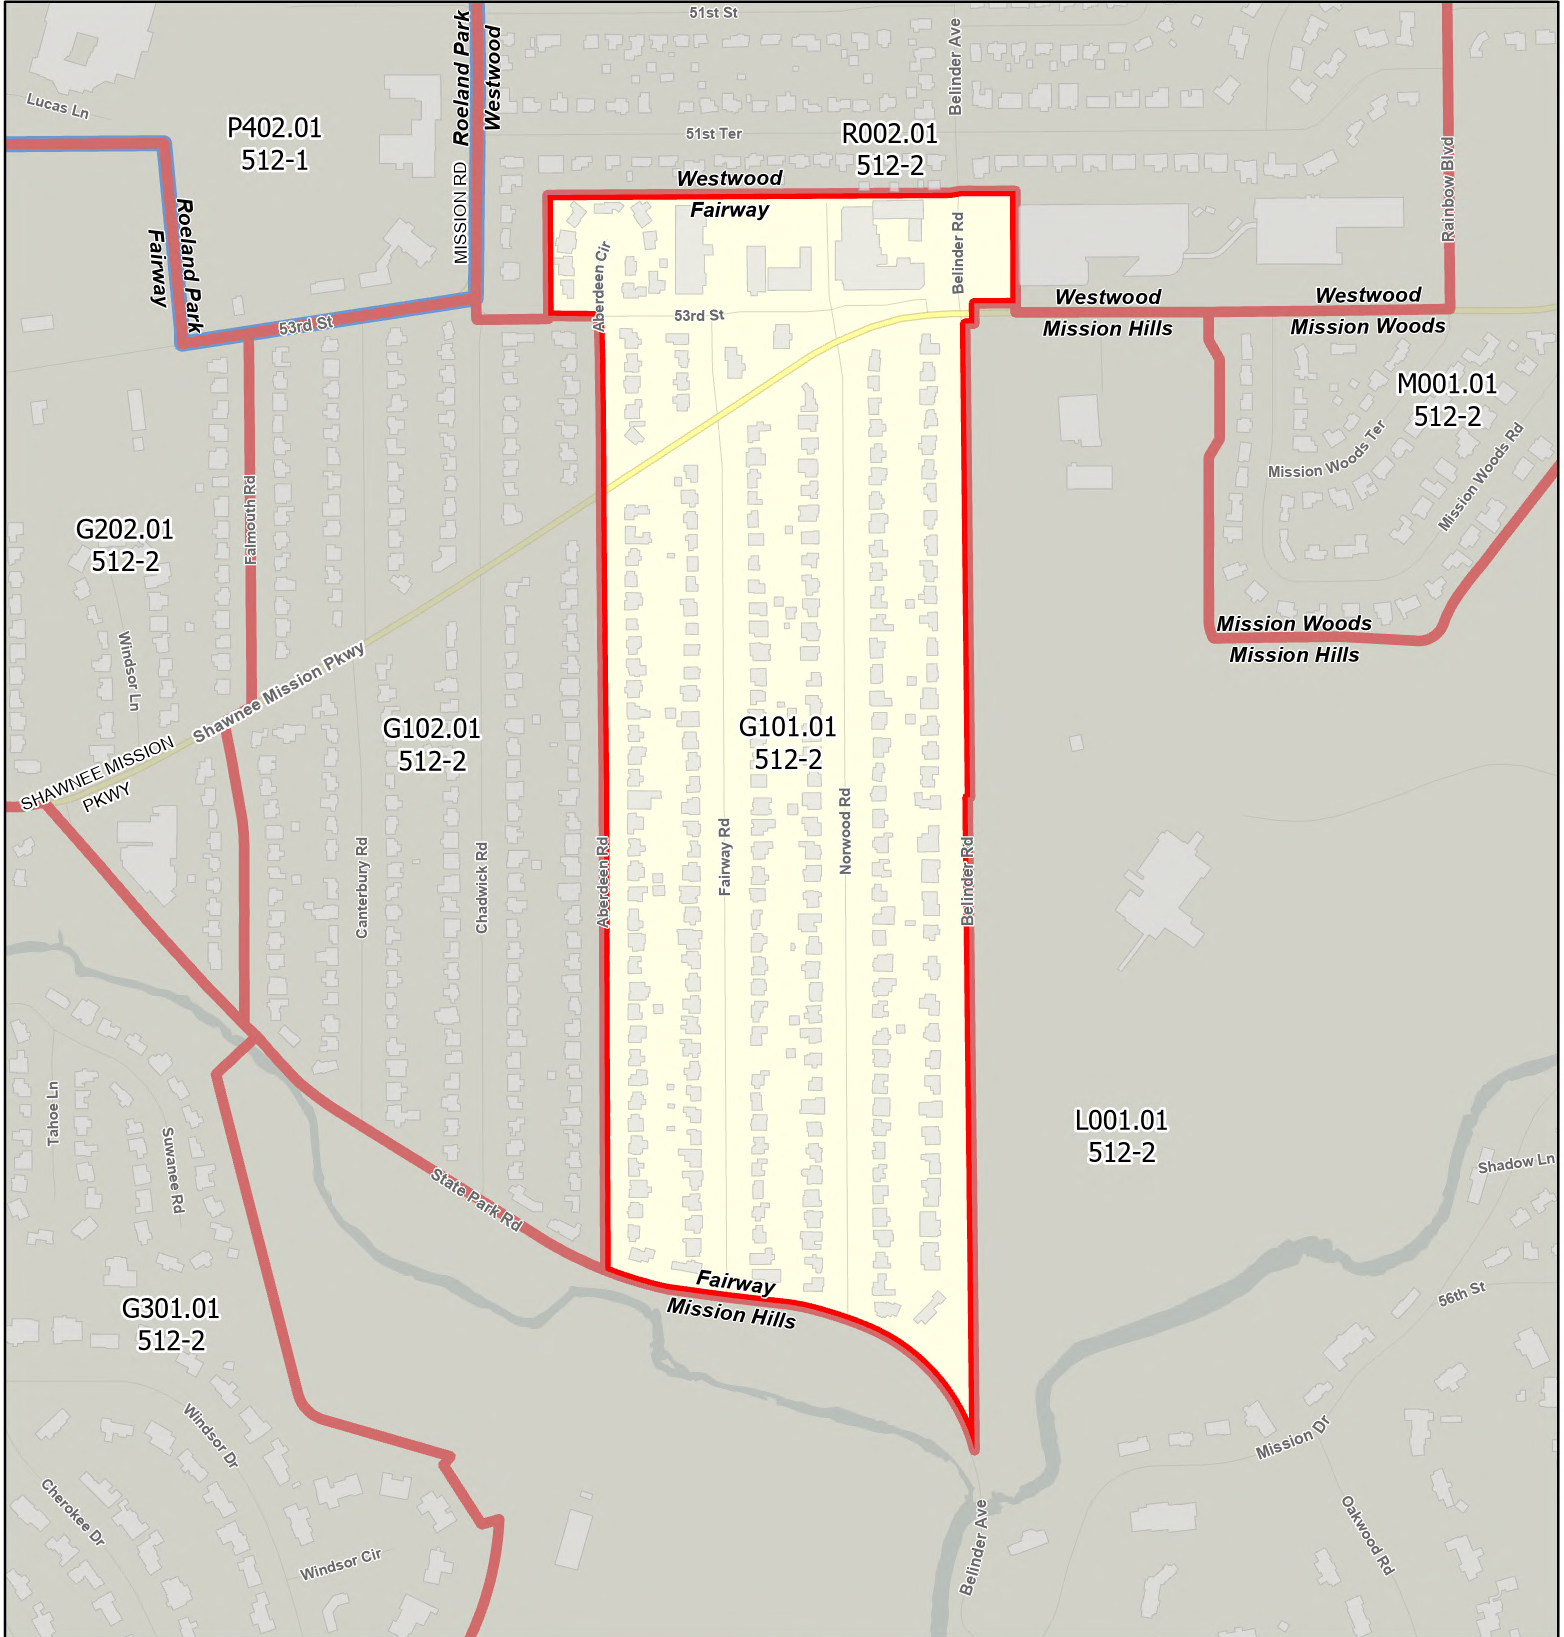 51st St
Belinder Ave
Roeland Park
Westwood
Lucas Ln
P402.01
512-1
51st Ter
R002.01
512-2
MISSION RD
Rainbow Blvd
Westwood
Fairway
Roeland Park
Fairway
Aberdeen Cir
Belinder Rd
53rd St
53rd St
Westwood
Mission Hills
Westwood
Mission Woods
M001.01
512-2
Mission Woods Ter
Mission Woods Rd
Falmouth Rd
G202.01
512-2
Mission Woods
Mission Hills
Windsor Ln
Shawnee Mission Pkwy
SHAWNEE MISSION
PKWY
G102.01
512-2
G101.01
512-2
Canterbury Rd
Chadwick Rd
Aberdeen Rd
Fairway Rd
Norwood Rd
Belinder Rd
Tahoe Ln
Suwanee Rd
State Park Rd
L001.01
512-2
Shadow Ln
Fairway
Mission Hills
G301.01
512-2
56th St
Windsor Dr
Mission Dr
Cherokee Dr
Windsor Cir
Belinder Ave
Oakwood Rd